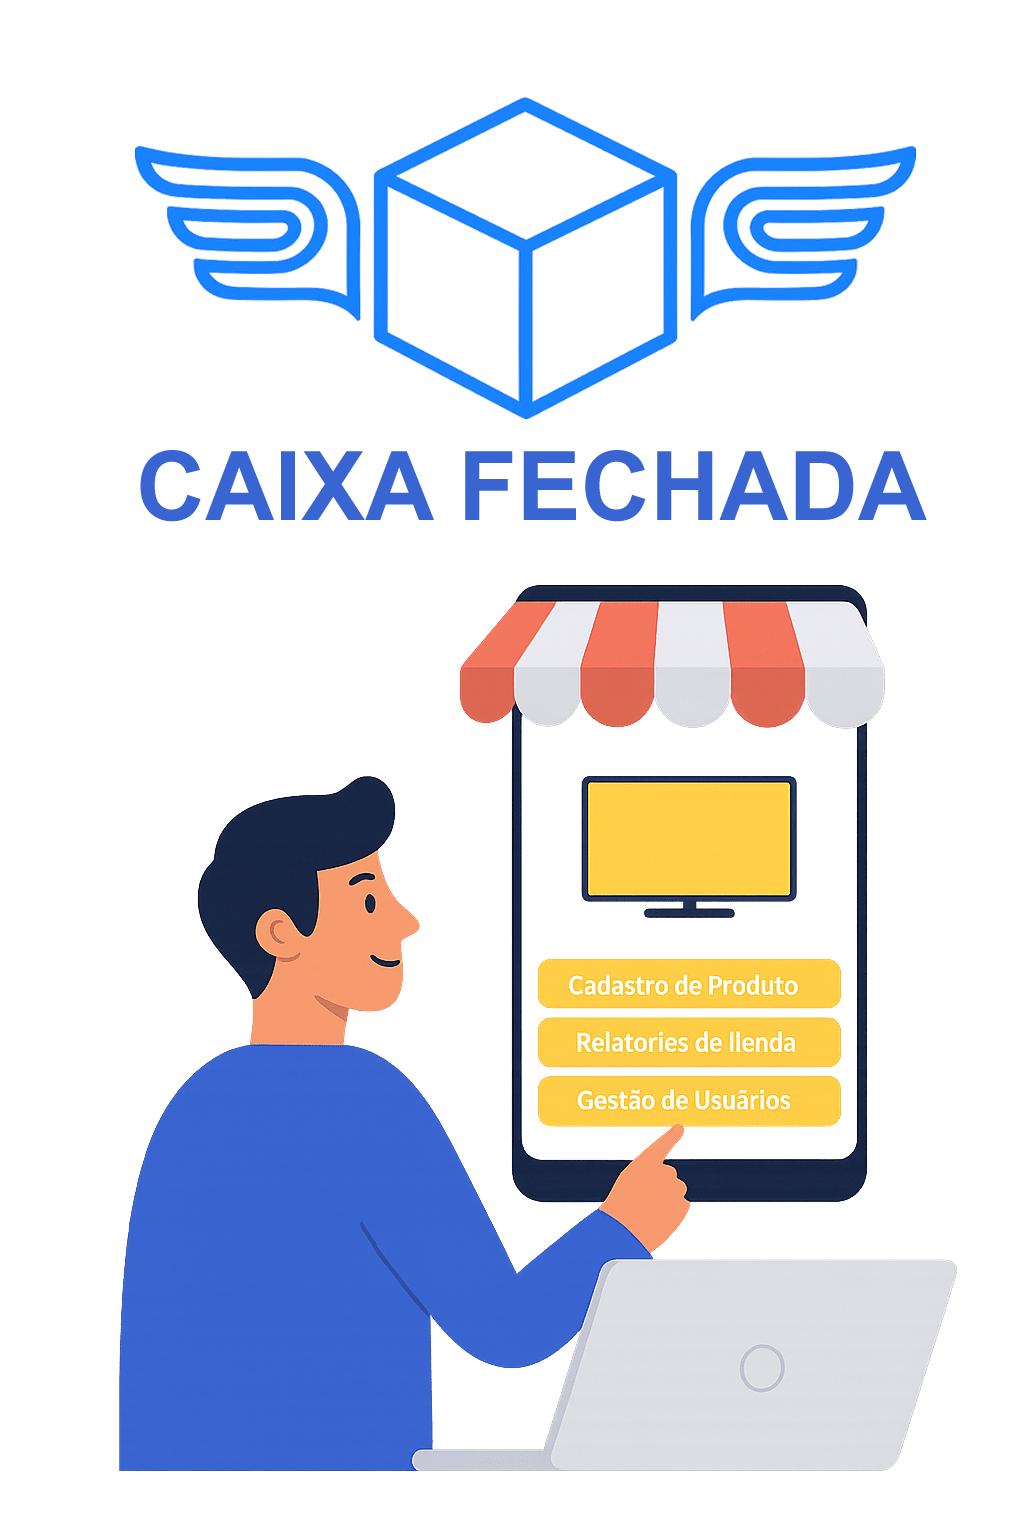 CAIXA FECHADA
Cadastro de Produto
Relatories de llenda
Gestão de Usuãrios